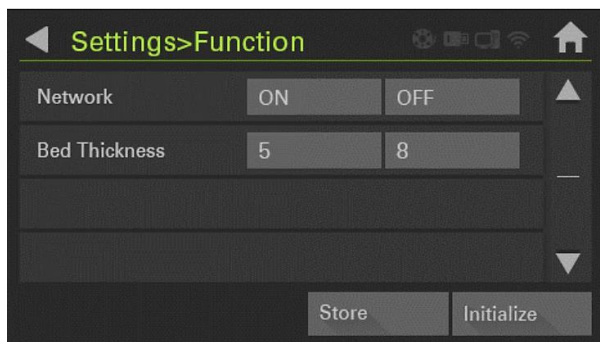 Settings>Function
Network ON OFF
Bed Thickness 5 8
Store Initialize